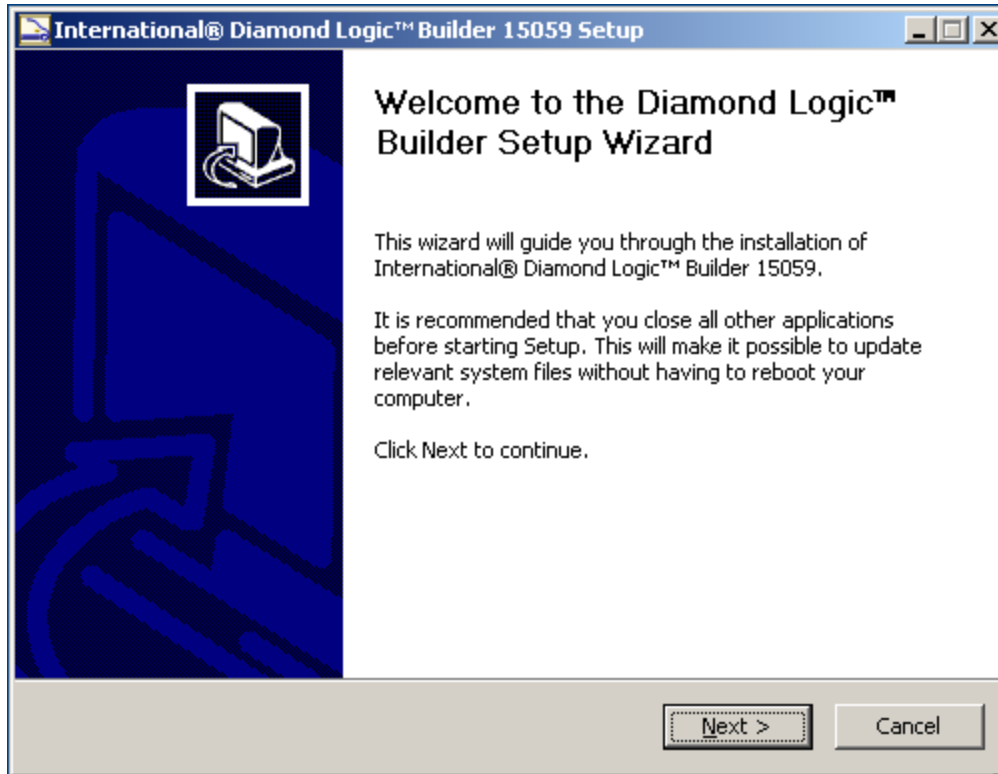 International® Diamond Logic™ Builder 15059 Setup
Welcome to the Diamond Logic™
Builder Setup Wizard
This wizard will guide you through the installation of
International® Diamond Logic™ Builder 15059.
It is recommended that you close all other applications
before starting Setup. This will make it possible to update
relevant system files without having to reboot your
computer.
Click Next to continue.
Next >
Cancel